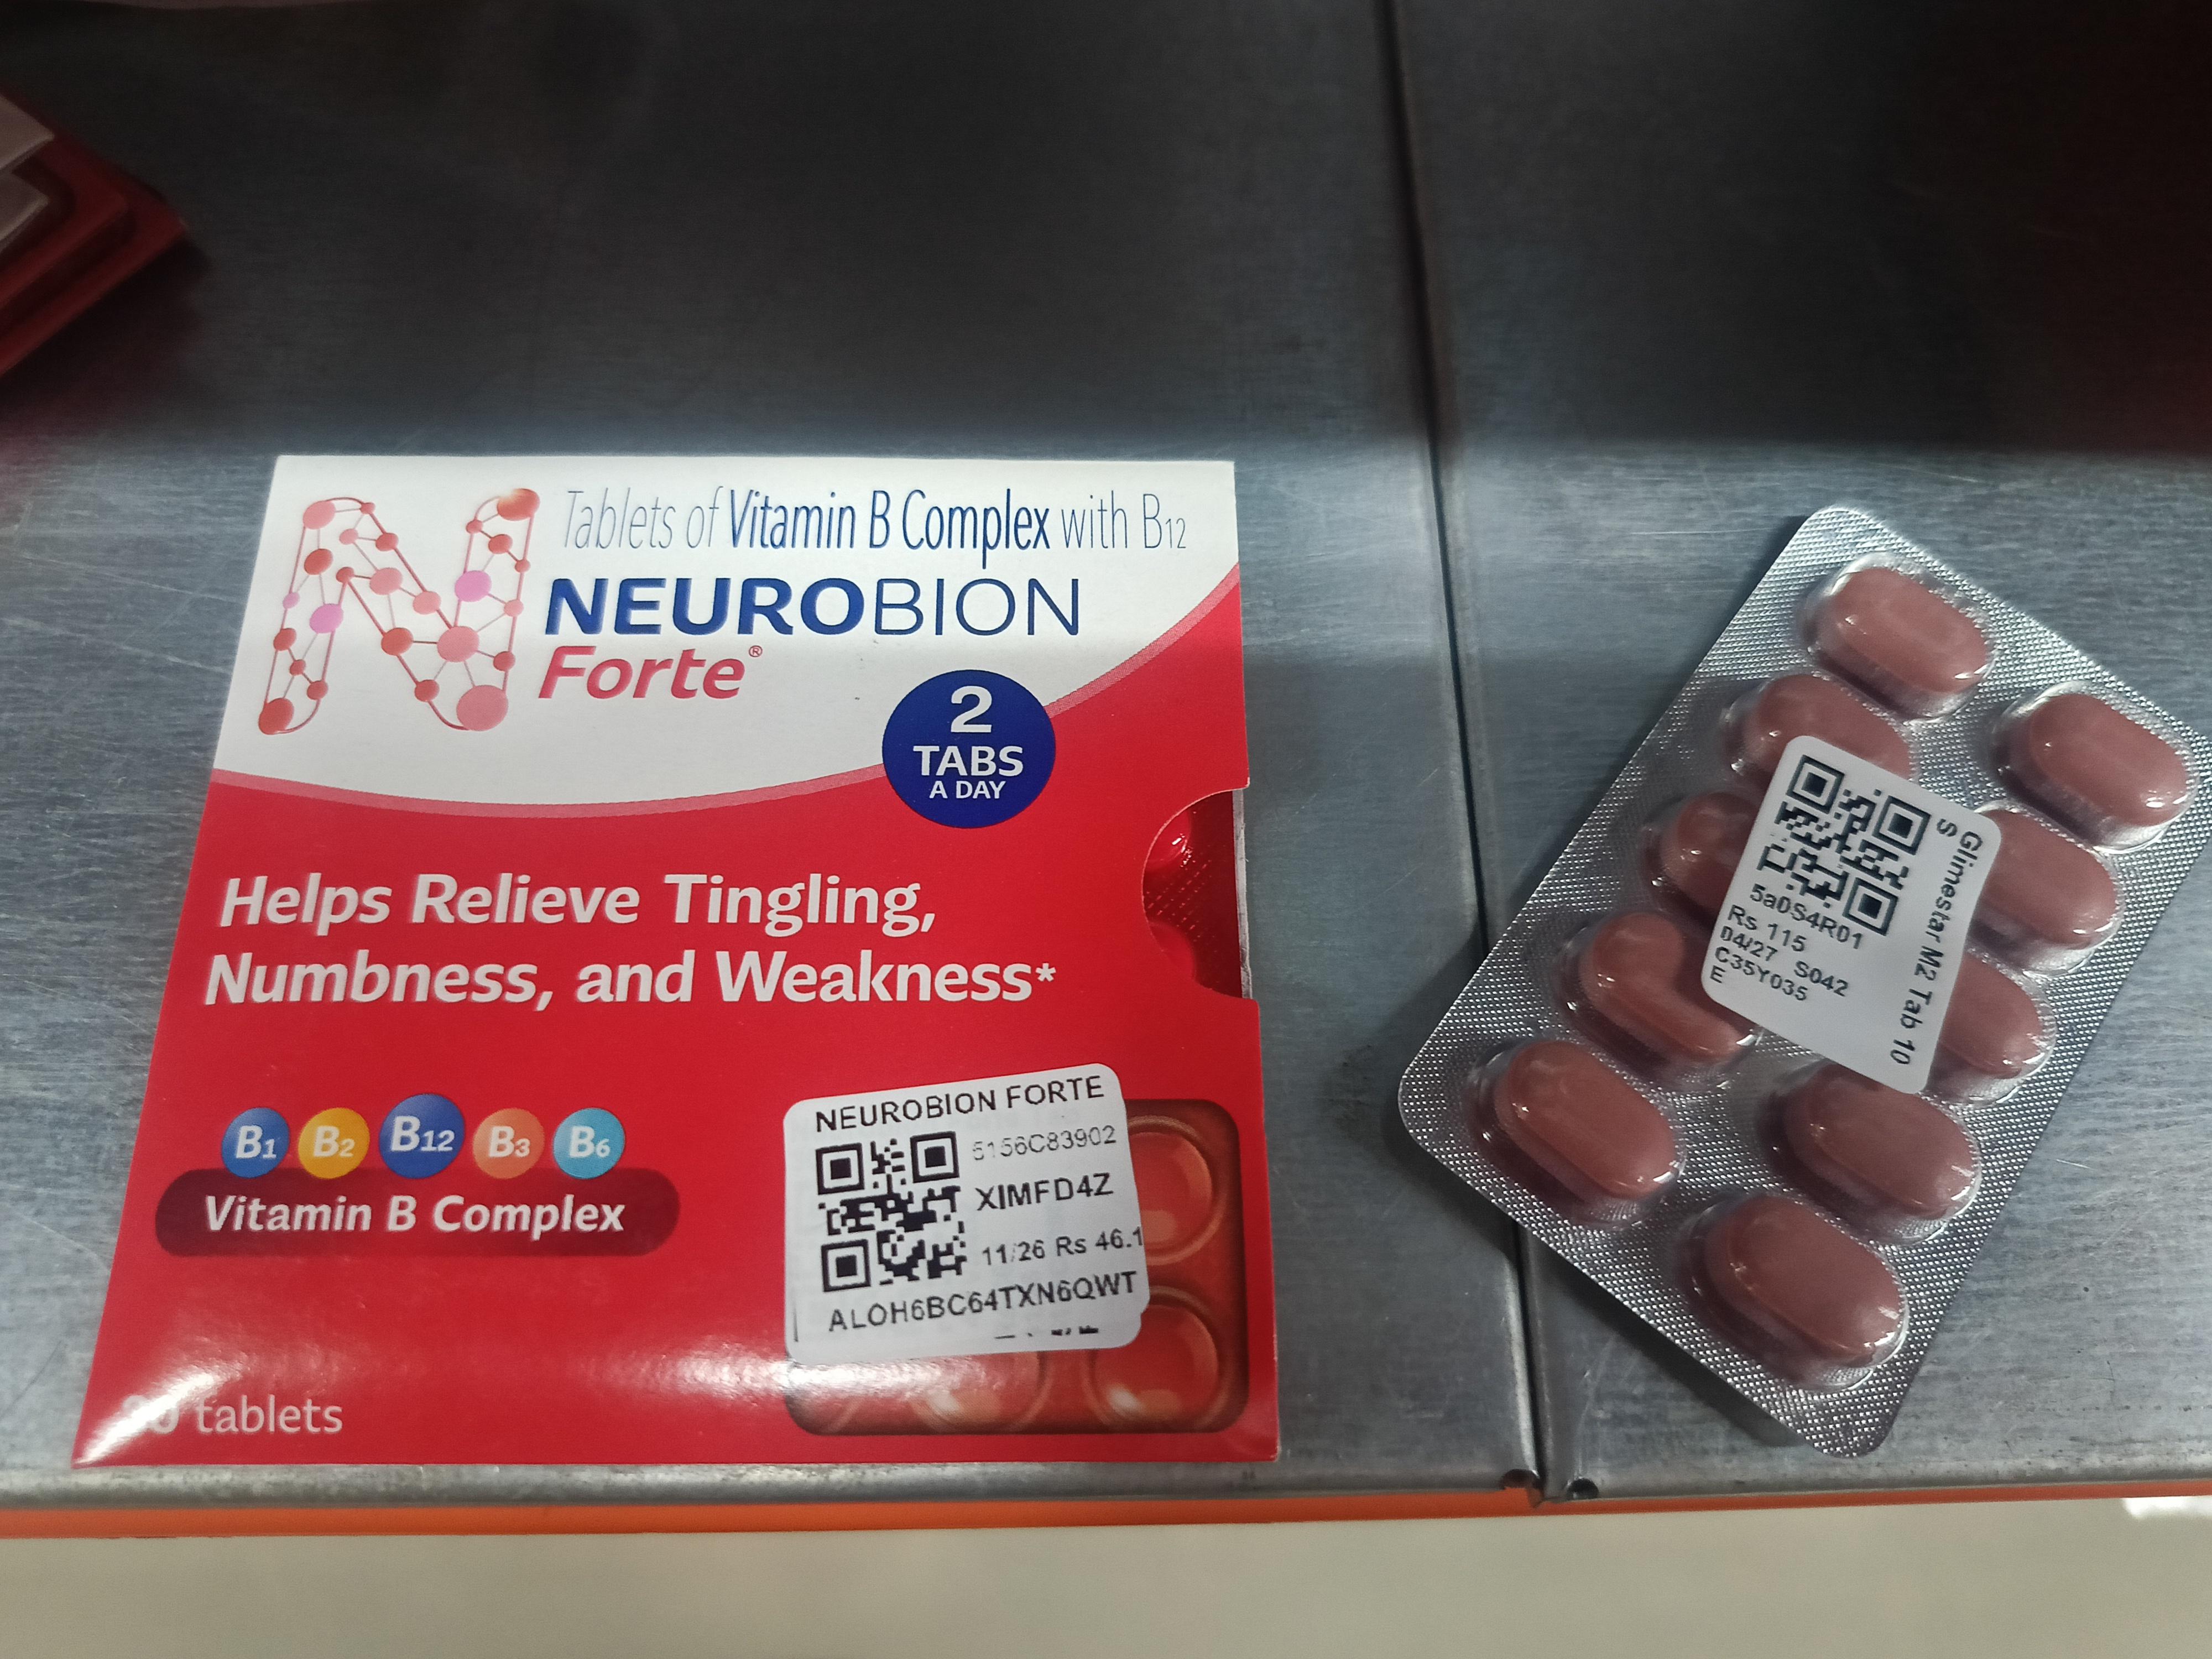 Tablets of Vitamin B Complex with B12
NEUROBION
Forte®
2
TABS
A DAY
Helps Relieve Tingling,
Numbness, and Weakness*
B1 B2 B12 B3 B6
Vitamin B Complex
NEUROBION FORTE
5156C83902
XIMFD4Z
11/26 Rs 46.1
ALOH6BC64TXN6QWT
tablets
Glimestar M2 Tab 10
S
5a0S4R01
Rs 115
04/27 S042
C35Y035
E